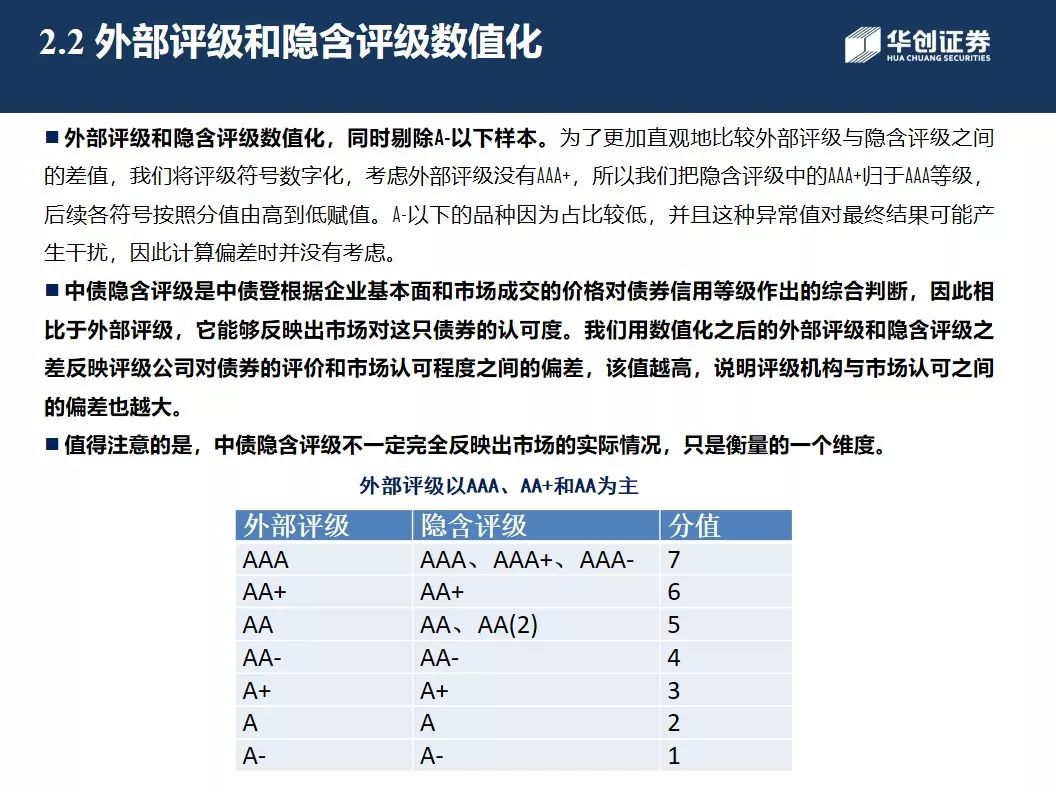 2.2 外部评级和隐含评级数值化
华创证券
HUA CHUANG SECURITIES
■ 外部评级和隐含评级数值化，同时剔除A-以下样本。为了更加直观地比较外部评级与隐含评级之间
的差值，我们将评级符号数字化，考虑外部评级没有AAA+，所以我们把隐含评级中的AAA+归于AAA等级，
后续各符号按照分值由高到低赋值。A-以下的品种因为占比较低，并且这种异常值对最终结果可能产
生干扰，因此计算偏差时并没有考虑。
■ 中债隐含评级是中债登根据企业基本面和市场成交的价格对债券信用等级作出的综合判断，因此相
比于外部评级，它能够反映出市场对这只债券的认可度。我们用数值化之后的外部评级和隐含评级之
差反映评级公司对债券的评价和市场认可程度之间的偏差，该值越高，说明评级机构与市场认可之间
的偏差也越大。
■ 值得注意的是，中债隐含评级不一定完全反映出市场的实际情况，只是衡量的一个维度。
外部评级以AAA、AA+和AA为主
外部评级 隐含评级 分值
AAA AAA、AAA+、AAA- 7
AA+ AA+ 6
AA AA、AA(2) 5
AA- AA- 4
A+ A+ 3
A A 2
A- A- 1